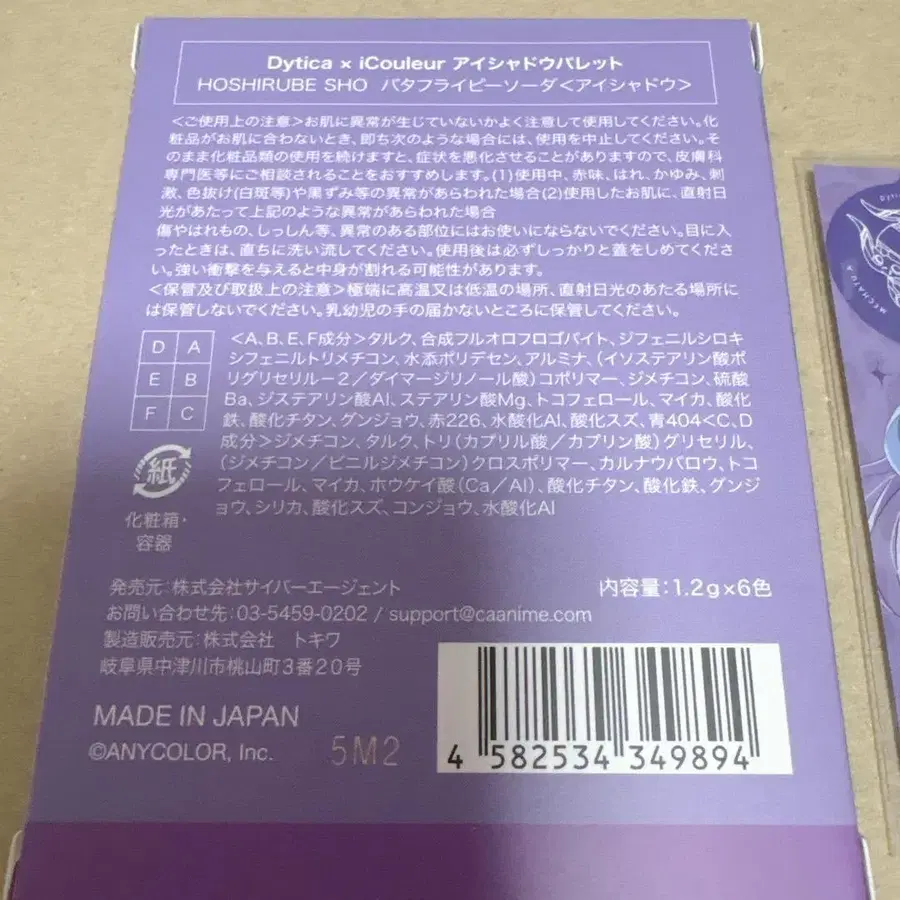 Dytica × iCouleur アイシャドウパレット
HOSHIRUBE SHO バタフライピーソーダ<アイシャドウ>
<ご使用上の注意>お肌に異常が生じていないかよく注意して使用してください。化
粧品がお肌に合わないとき、即ち次のような場合には、使用を中止してください。そ
のまま化粧品類の使用を続けますと、症状を悪化させることがありますので、皮膚科
専門医等にご相談されることをおすすめします。(1)使用中、赤味、はれ、かゆみ、刺
激、色抜け(白斑等)や黒ずみ等の異常があらわれた場合(2)使用したお肌に、直射日
光があたって上記のような異常があらわれた場合
傷やはれもの、しっしん等、異常のある部位にはお使いにならないでください。目に入
ったときは、直ちに洗い流してください。使用後は必ずしっかりと蓋をしめてくださ
い。強い衝撃を与えると中身が割れる可能性があります。
<保管及び取扱上の注意>極端に高温又は低温の場所、直射日光のあたる場所に
は保管しないでください。乳幼児の手の届かないところに保管してください。
D A
E B
F C
<A、B、E、F成分>タルク、合成フルオロフロゴパイト、ジフェニルシロキ
シフェニルトリメチコン、水添ポリデセン、アルミナ、(イソステアリン酸ポ
リグリセリル－2／ダイマージリノール酸)コポリマー、ジメチコン、硫酸
Ba、ジステアリン酸Al、ステアリン酸Mg、トコフェロール、マイカ、酸化
鉄、酸化チタン、グンジョウ、赤226、水酸化Al、酸化スズ、青404<C、D
成分>ジメチコン、タルク、トリ(カプリル酸／カプリン酸)グリセリル、
(ジメチコン／ビニルジメチコン)クロスポリマー、カルナウバロウ、トコ
フェロール、マイカ、ホウケイ酸(Ca／Al)、酸化チタン、酸化鉄、グンジ
ョウ、シリカ、酸化スズ、コンジョウ、水酸化Al
紙
化粧箱・
容器
発売元:株式会社サイバーエージェント
内容量:1.2g×6色
お問い合わせ先:03-5459-0202 / support@caanime.com
製造販売元:株式会社 トキワ
岐阜県中津川市桃山町3番20号
MADE IN JAPAN
©ANYCOLOR, Inc.
5M2
4 582534 349894